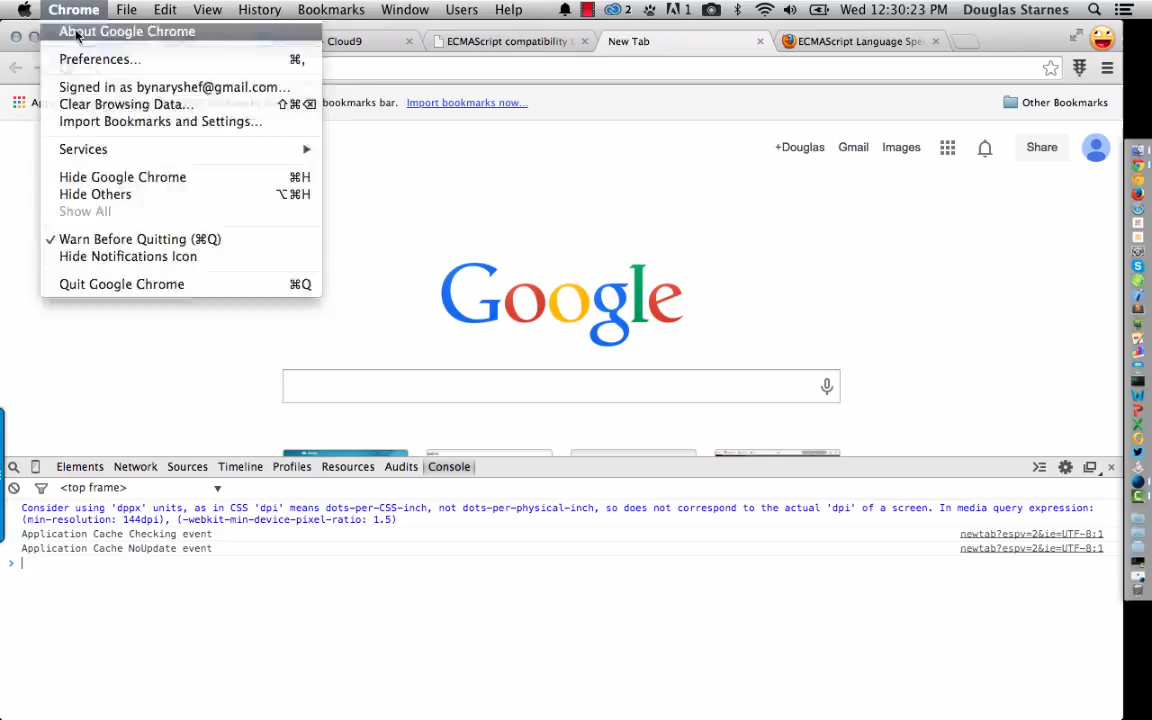 Chrome File Edit View History Bookmarks Window Users Help 2 1 Wed 12:30:23 PM Douglas Starnes
About Google Chrome
Preferences... ⌘,
Signed in as bynaryshef@gmail.com...
Clear Browsing Data... ⇧⌘⌫
Import Bookmarks and Settings...
Services
Hide Google Chrome ⌘H
Hide Others ⌥⌘H
Show All
✓ Warn Before Quitting (⌘Q)
Hide Notifications Icon
Quit Google Chrome ⌘Q
Cloud9 × ECMAScript compatibility × New Tab × ECMAScript Language Spe ×
bookmarks bar. Import bookmarks now... Other Bookmarks
+Douglas Gmail Images Share
Google
Elements Network Sources Timeline Profiles Resources Audits Console
<top frame>
Consider using 'dppx' units, as in CSS 'dpi' means dots-per-CSS-inch, not dots-per-physical-inch, so does not correspond to the actual 'dpi' of a screen. In media query expression:
(min-resolution: 144dpi), (-webkit-min-device-pixel-ratio: 1.5)
Application Cache Checking event newtab?espv=2&ie=UTF-8:1
Application Cache NoUpdate event newtab?espv=2&ie=UTF-8:1
>